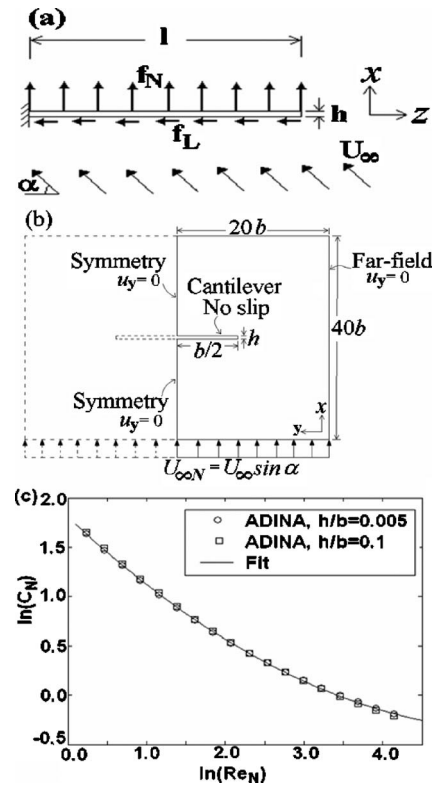 (a)
l
f_N
h
x
z
f_L
U_∞
α
(b)
20b
Symmetry
u_y= 0
Far-field
u_y= 0
Cantilever
No slip
h
b/2
40b
Symmetry
u_y= 0
x
y
U_∞N = U_∞ sin α
(c)
2.0
1.5
1.0
0.5
0.0
-0.5
ln(C_N)
ADINA, h/b=0.005
ADINA, h/b=0.1
Fit
0.0 1.0 2.0 3.0 4.0
ln(Re_N)